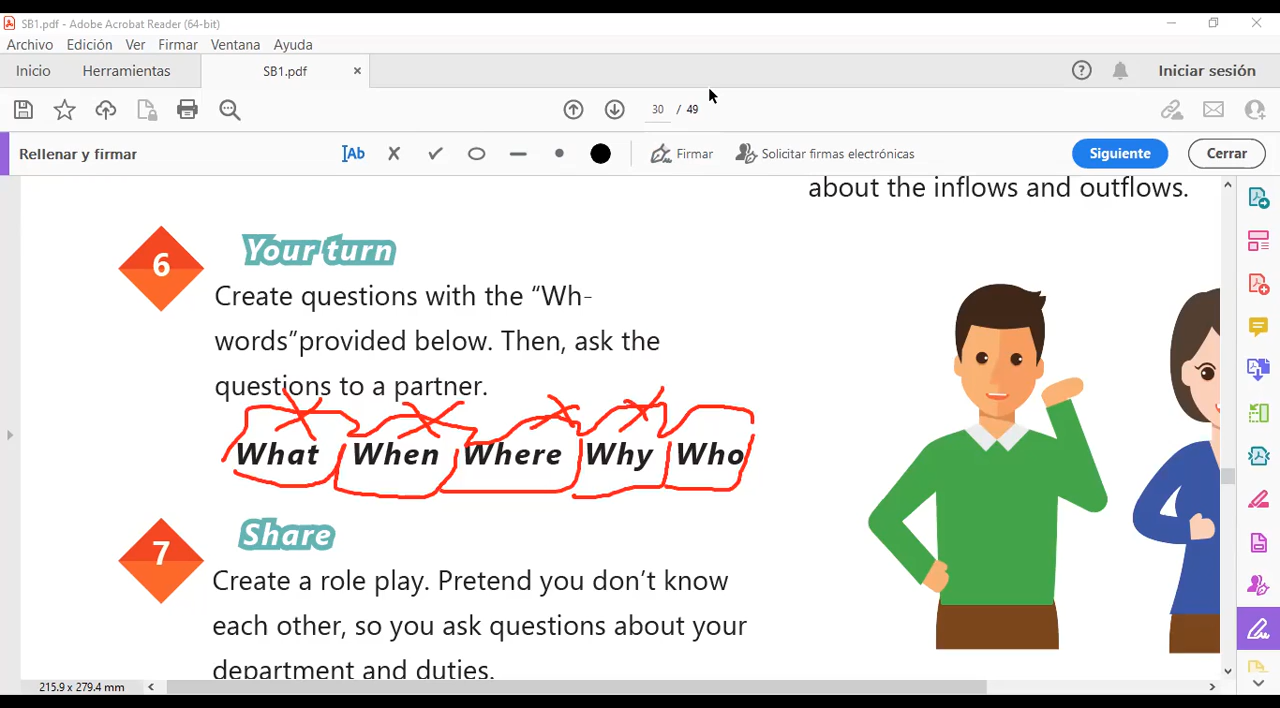 SB1.pdf - Adobe Acrobat Reader (64-bit)
Archivo Edición Ver Firmar Ventana Ayuda
Inicio Herramientas SB1.pdf × Iniciar sesión
30 / 49
Rellenar y firmar Ab Firmar Solicitar firmas electrónicas Siguiente Cerrar
about the inflows and outflows.
6 Your turn
Create questions with the “Wh-
words”provided below. Then, ask the
questions to a partner.
What When Where Why Who
7 Share
Create a role play. Pretend you don’t know
each other, so you ask questions about your
department and duties.
215.9 x 279.4 mm